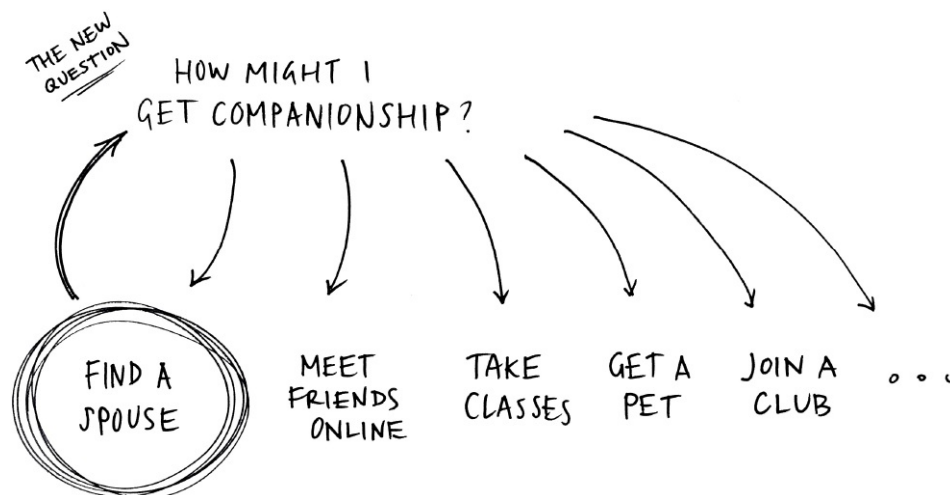 THE NEW
QUESTION
HOW MIGHT I
GET COMPANIONSHIP?
FIND A
SPOUSE
MEET
FRIENDS
ONLINE
TAKE
CLASSES
GET A
PET
JOIN A
CLUB
...